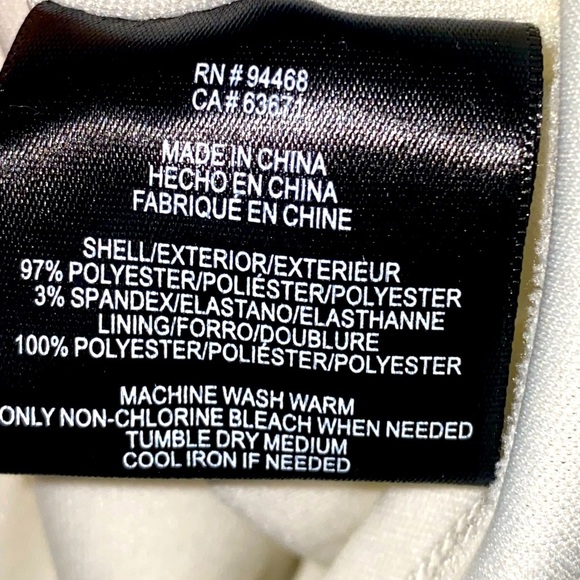 RN # 94468
CA # 63671
MADE IN CHINA
HECHO EN CHINA
FABRIQUE EN CHINE
SHELL/EXTERIOR/EXTERIEUR
97% POLYESTER/POLIÉSTER/POLYESTER
3% SPANDEX/ELASTANO/ELASTHANNE
LINING/FORRO/DOUBLURE
100% POLYESTER/POLIÉSTER/POLYESTER
MACHINE WASH WARM
ONLY NON-CHLORINE BLEACH WHEN NEEDED
TUMBLE DRY MEDIUM
COOL IRON IF NEEDED